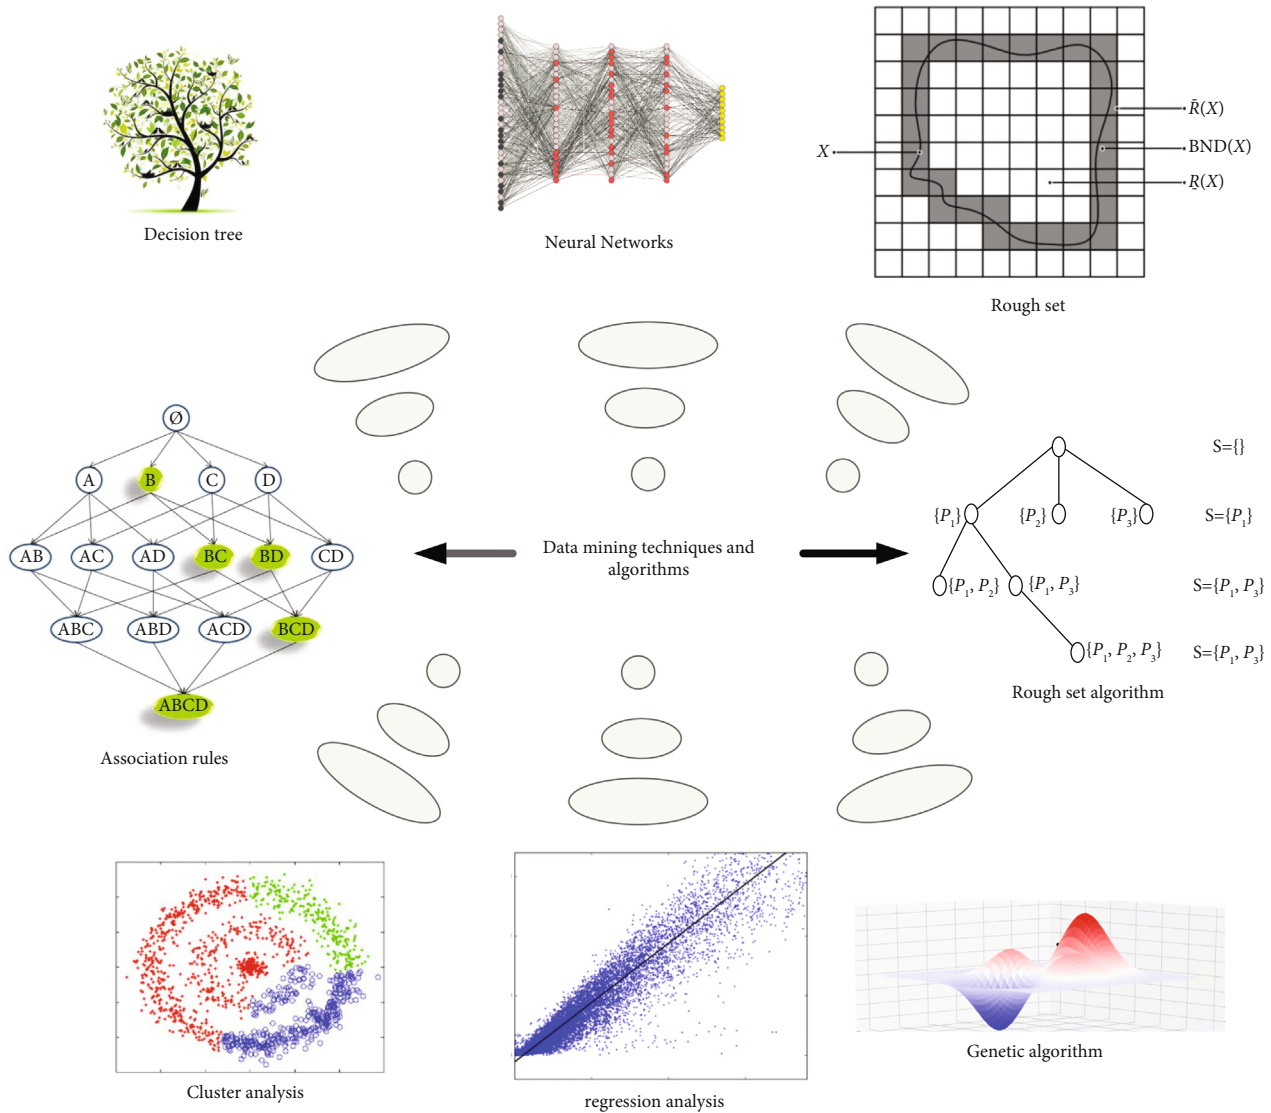 Decision tree
Neural Networks
X
R̄(X)
BND(X)
R̲(X)
Rough set
Ø
A B C D
AB AC AD BC BD CD
ABC ABD ACD BCD
ABCD
Association rules
Data mining techniques and
algorithms
S={}
{P₁} {P₂} {P₃} S={P₁}
{P₁, P₂} {P₁, P₃} S={P₁, P₃}
{P₁, P₂, P₃} S={P₁, P₃}
Rough set algorithm
Cluster analysis
regression analysis
Genetic algorithm